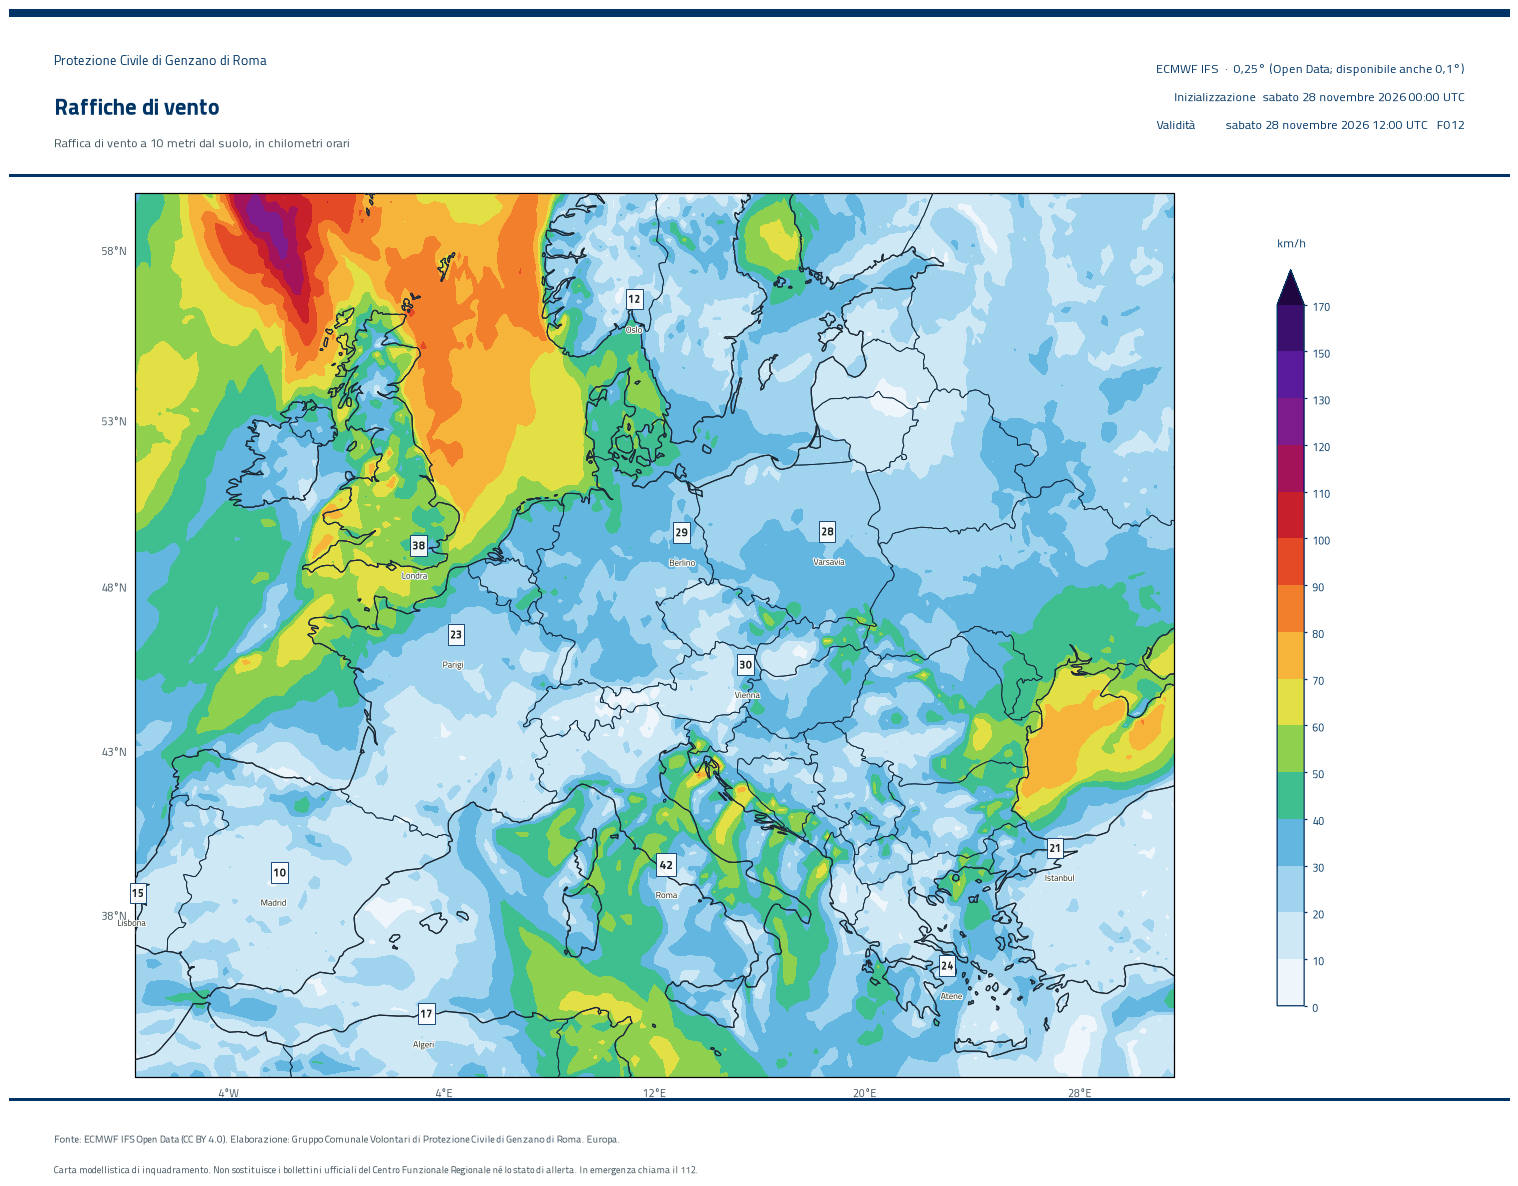 Protezione Civile di Genzano di Roma
Raffiche di vento
Raffica di vento a 10 metri dal suolo, in chilometri orari
ECMWF IFS · 0,25° (Open Data; disponibile anche 0,1°)
Inizializzazione sabato 28 novembre 2026 00:00 UTC
Validità sabato 28 novembre 2026 12:00 UTC F012
km/h
170
150
130
120
110
100
90
80
70
60
50
40
30
20
10
0
58°N
53°N
48°N
43°N
38°N
12
Oslo
38
Londra
29
Berlino
28
Varsavia
23
Parigi
30
Vienna
42
Roma
10
Madrid
15
Lisbona
21
Istanbul
24
Atene
17
Algeri
4°W
4°E
12°E
20°E
28°E
Fonte: ECMWF IFS Open Data (CC BY 4.0). Elaborazione: Gruppo Comunale Volontari di Protezione Civile di Genzano di Roma. Europa.
Carta modellistica di inquadramento. Non sostituisce i bollettini ufficiali del Centro Funzionale Regionale né lo stato di allerta. In emergenza chiama il 112.